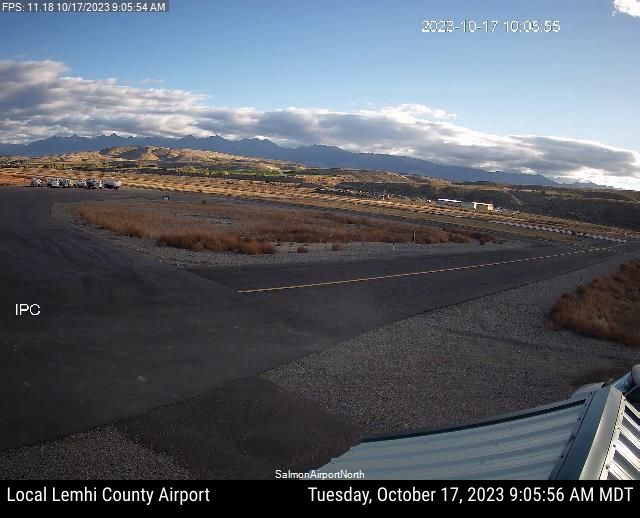 FPS: 11.18 10/17/2023 9:05:54 AM
2023-10-17 10:05:55
IPC
SalmonAirportNorth
Local Lemhi County Airport Tuesday, October 17, 2023 9:05:56 AM MDT